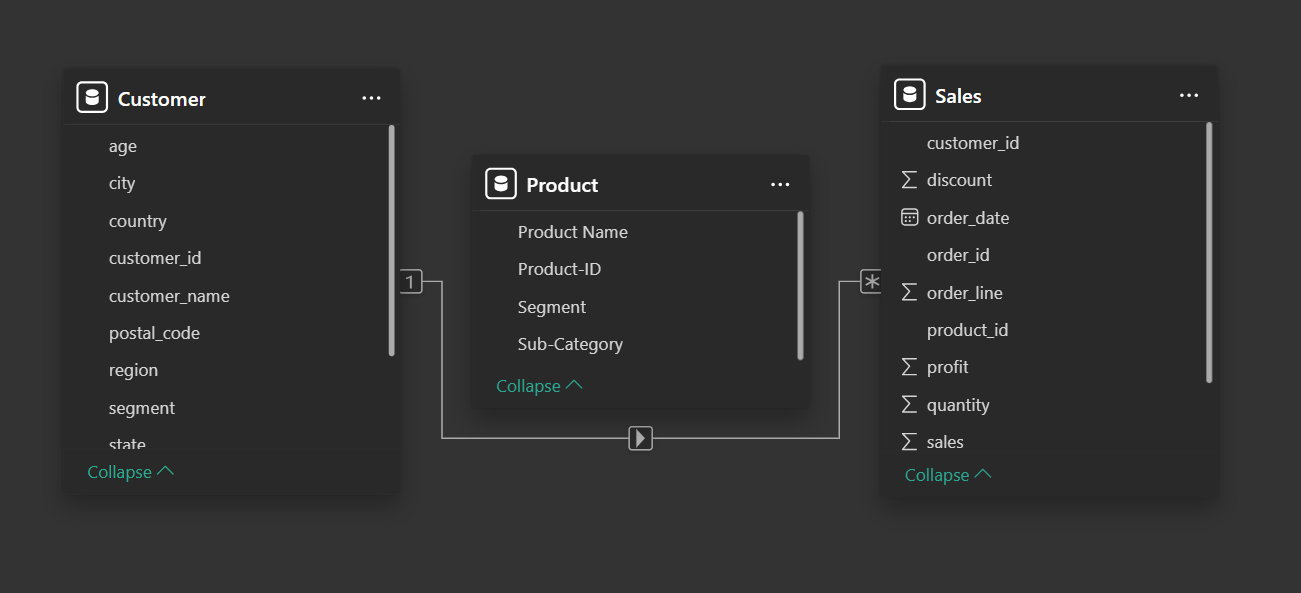 Customer
age
city
country
customer_id
customer_name
postal_code
region
segment
state
Collapse
1
Product
Product Name
Product-ID
Segment
Sub-Category
Collapse
*
Sales
customer_id
discount
order_date
order_id
order_line
product_id
profit
quantity
sales
Collapse